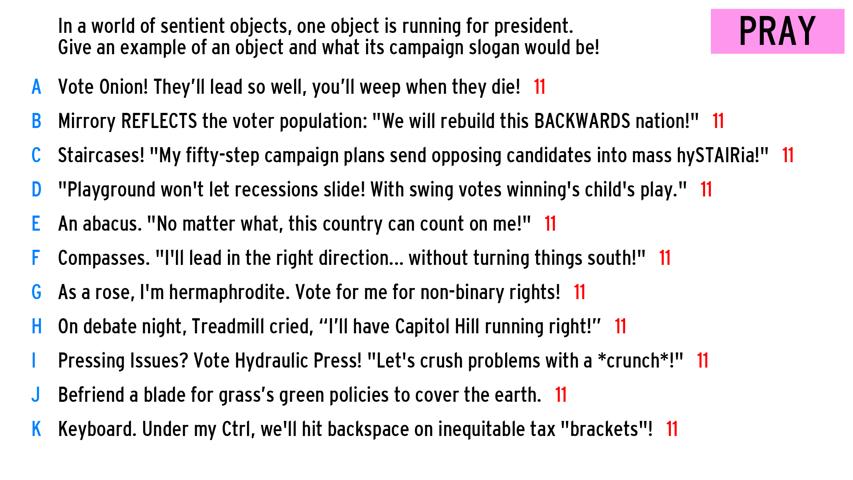 In a world of sentient objects, one object is running for president.
Give an example of an object and what its campaign slogan would be!
PRAY
A Vote Onion! They’ll lead so well, you’ll weep when they die! 11
B Mirrory REFLECTS the voter population: "We will rebuild this BACKWARDS nation!" 11
C Staircases! "My fifty-step campaign plans send opposing candidates into mass hySTAIRia!" 11
D "Playground won't let recessions slide! With swing votes winning's child's play." 11
E An abacus. "No matter what, this country can count on me!" 11
F Compasses. "I'll lead in the right direction... without turning things south!" 11
G As a rose, I'm hermaphrodite. Vote for me for non-binary rights! 11
H On debate night, Treadmill cried, “I’ll have Capitol Hill running right!” 11
I Pressing Issues? Vote Hydraulic Press! "Let's crush problems with a *crunch*!" 11
J Befriend a blade for grass’s green policies to cover the earth. 11
K Keyboard. Under my Ctrl, we'll hit backspace on inequitable tax "brackets"! 11